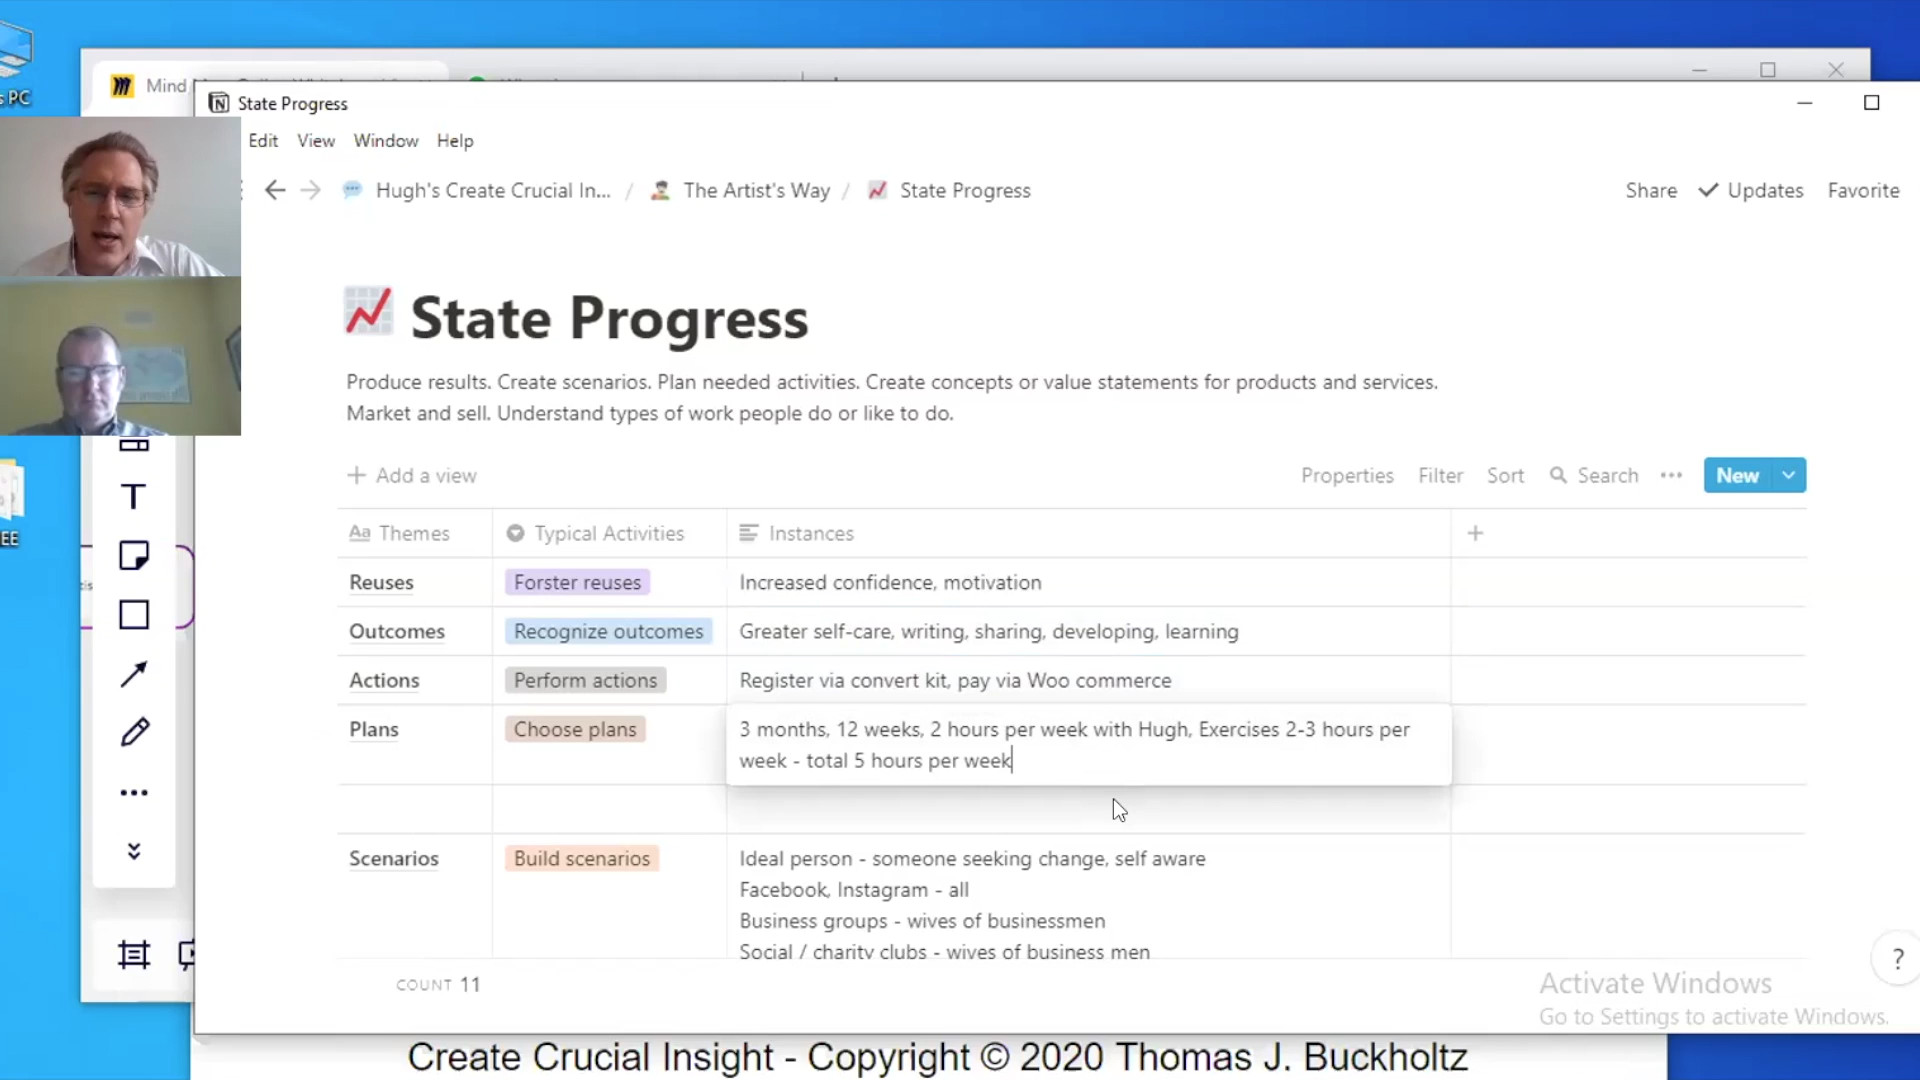 s PC
Mind
State Progress
Edit View Window Help
Hugh's Create Crucial In... / The Artist's Way / State Progress
Share Updates Favorite
State Progress
Produce results. Create scenarios. Plan needed activities. Create concepts or value statements for products and services.
Market and sell. Understand types of work people do or like to do.
Add a view
Properties Filter Sort Search New
Aa Themes Typical Activities Instances
Reuses Forster reuses Increased confidence, motivation
Outcomes Recognize outcomes Greater self-care, writing, sharing, developing, learning
Actions Perform actions Register via convert kit, pay via Woo commerce
Plans Choose plans 3 months, 12 weeks, 2 hours per week with Hugh, Exercises 2-3 hours per
week - total 5 hours per week
Scenarios Build scenarios Ideal person - someone seeking change, self aware
Facebook, Instagram - all
Business groups - wives of businessmen
Social / charity clubs - wives of business men
COUNT 11
EE
Activate Windows
Go to Settings to activate Windows.
Create Crucial Insight - Copyright © 2020 Thomas J. Buckholtz